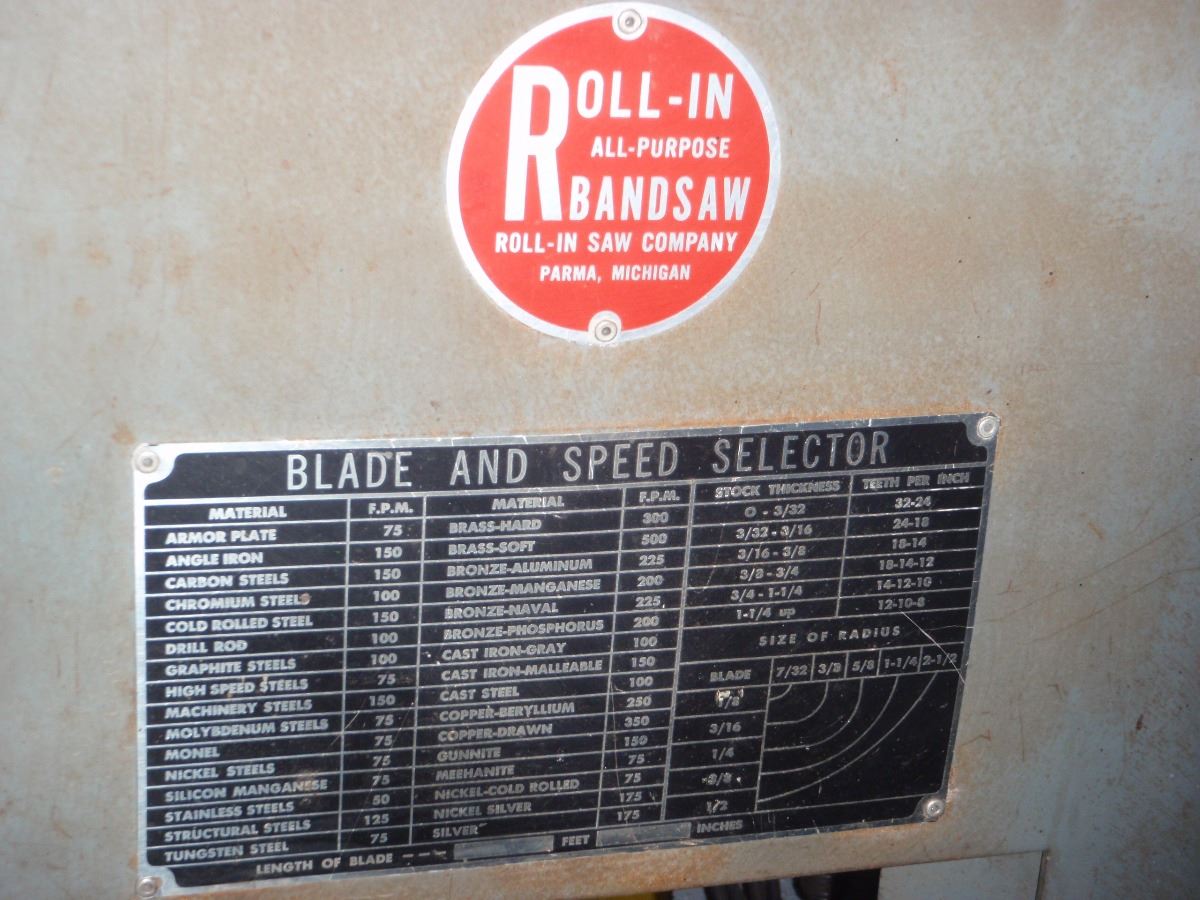 ROLL-IN
ALL-PURPOSE
BANDSAW
ROLL-IN SAW COMPANY
PARMA, MICHIGAN
BLADE AND SPEED SELECTOR
MATERIAL F.P.M.
ARMOR PLATE 75
ANGLE IRON 150
CARBON STEELS 150
CHROMIUM STEELS 100
COLD ROLLED STEEL 150
DRILL ROD 100
GRAPHITE STEELS 100
HIGH SPEED STEELS 75
MACHINERY STEELS 150
MOLYBDENUM STEELS 75
MONEL 75
NICKEL STEELS 75
SILICON MANGANESE 75
STAINLESS STEELS 50
STRUCTURAL STEELS 125
TUNGSTEN STEEL 75
MATERIAL F.P.M.
BRASS-HARD 300
BRASS-SOFT 500
BRONZE-ALUMINUM 225
BRONZE-MANGANESE 200
BRONZE-NAVAL 225
BRONZE-PHOSPHORUS 200
CAST IRON-GRAY 100
CAST IRON-MALLEABLE 150
CAST STEEL 100
COPPER-BERYLLIUM 250
COPPER-DRAWN 350
GUNNITE 150
MEEHANITE 75
NICKEL-COLD ROLLED 75
NICKEL SILVER 175
SILVER 175
STOCK THICKNESS TEETH PER INCH
0 - 3/32 32-24
3/32 - 3/16 24-18
3/16 - 3/8 18-14
3/8 - 3/4 18-14-12
3/4 - 1-1/4 14-12-10
1-1/4 up 12-10-8
SIZE OF RADIUS
BLADE 7/32 3/8 5/8 1-1/4 2-1/2
1/8
3/16
1/4
3/8
1/2
LENGTH OF BLADE --- FEET INCHES